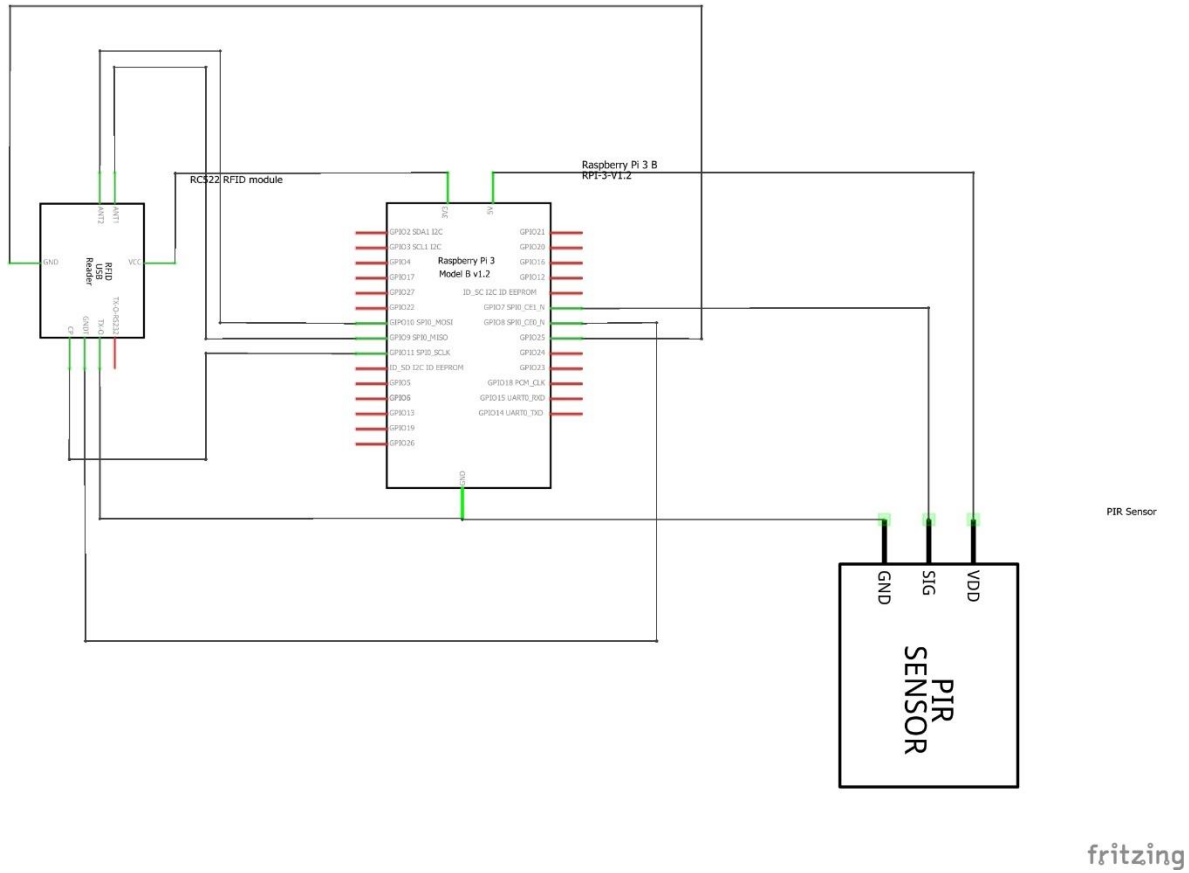 Raspberry Pi 3 B
RPI-3-V1.2
RC522 RFID module
ANT2
ANT1
GND
VCC
RFID
USB
Reader
TX-O-RS232
CP
GND1
TX-O
3V3
5V
GPIO2 SDA1 I2C
GPIO3 SCL1 I2C
GPIO4
GPIO17
GPIO27
GPIO22
GIPO10 SPI0_MOSI
GPIO9 SPI0_MISO
GPIO11 SPI0_SCLK
ID_SD I2C ID EEPROM
GPIO5
GPIO6
GPIO13
GPIO19
GPIO26
Raspberry Pi 3
Model B v1.2
GPIO21
GPIO20
GPIO16
GPIO12
ID_SC I2C ID EEPROM
GPIO7 SPI0_CE1_N
GPIO8 SPI0_CE0_N
GPIO25
GPIO24
GPIO23
GPIO18 PCM_CLK
GPIO15 UART0_RXD
GPIO14 UART0_TXD
GND
PIR Sensor
GND
SIG
VDD
PIR
SENSOR
fritzing